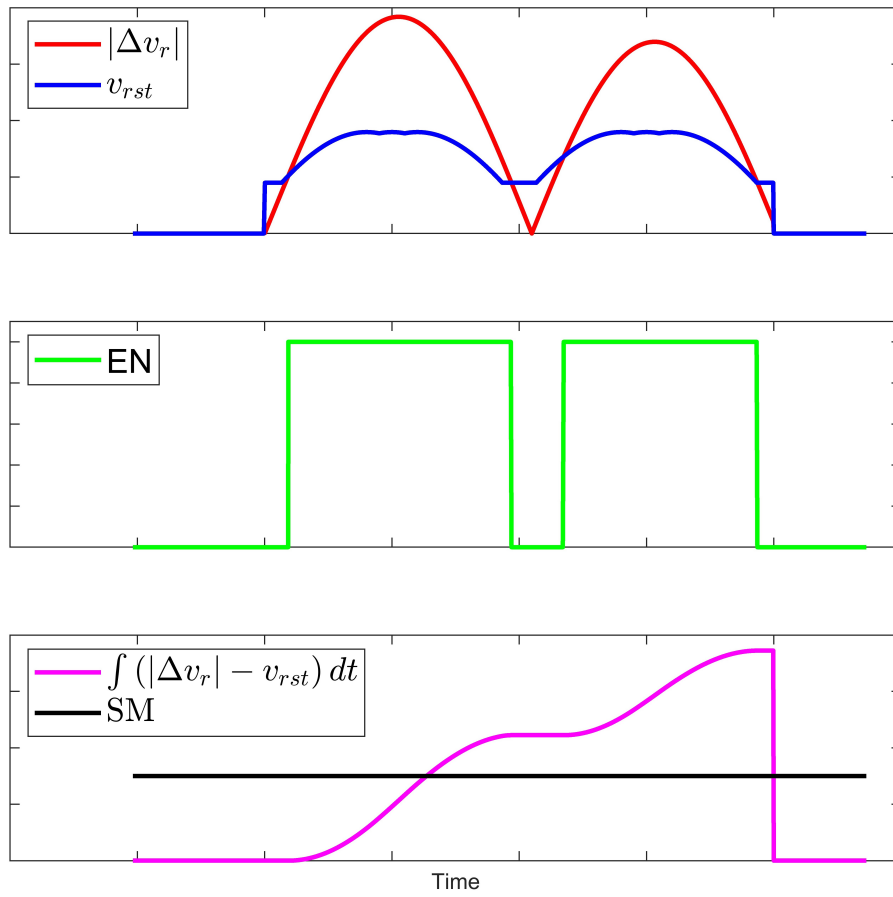 |Δv_r|
v_rst
EN
∫ (|Δv_r| − v_rst) dt
SM
Time